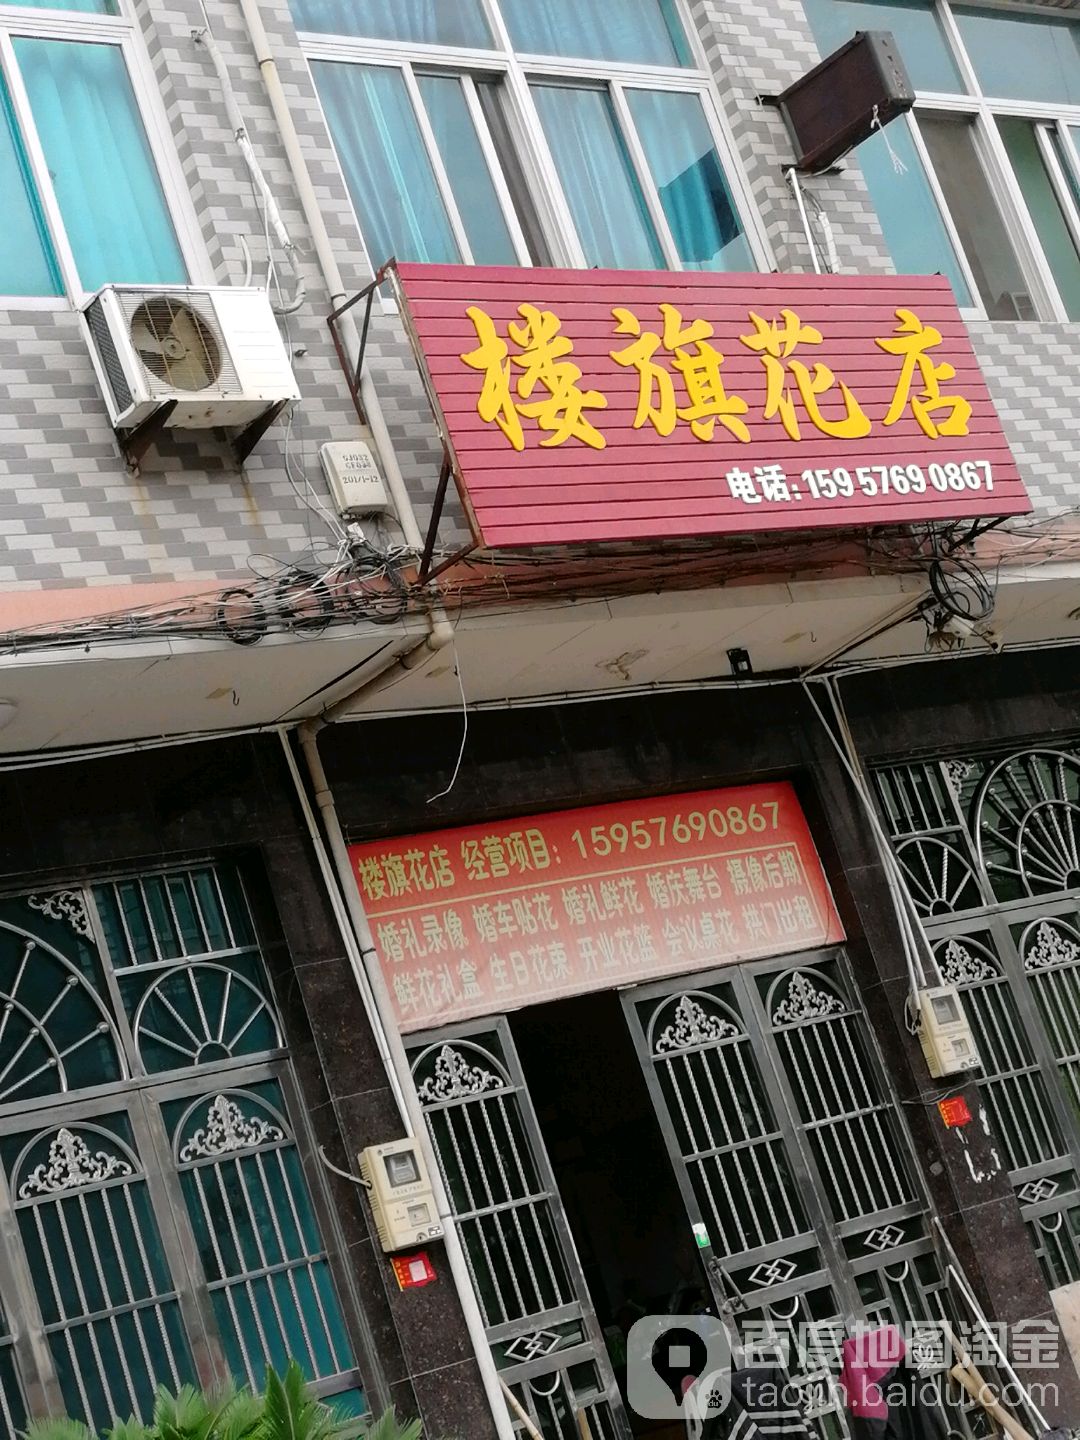 楼旗花店
电话:15957690867
楼旗花店 经营项目: 15957690867
婚礼录像 婚车贴花 婚礼鲜花 婚庆舞台 摄像后期
鲜花礼盒 生日花束 开业花篮 会议桌花 拱门出租
百度地图淘金
taojin.baidu.com